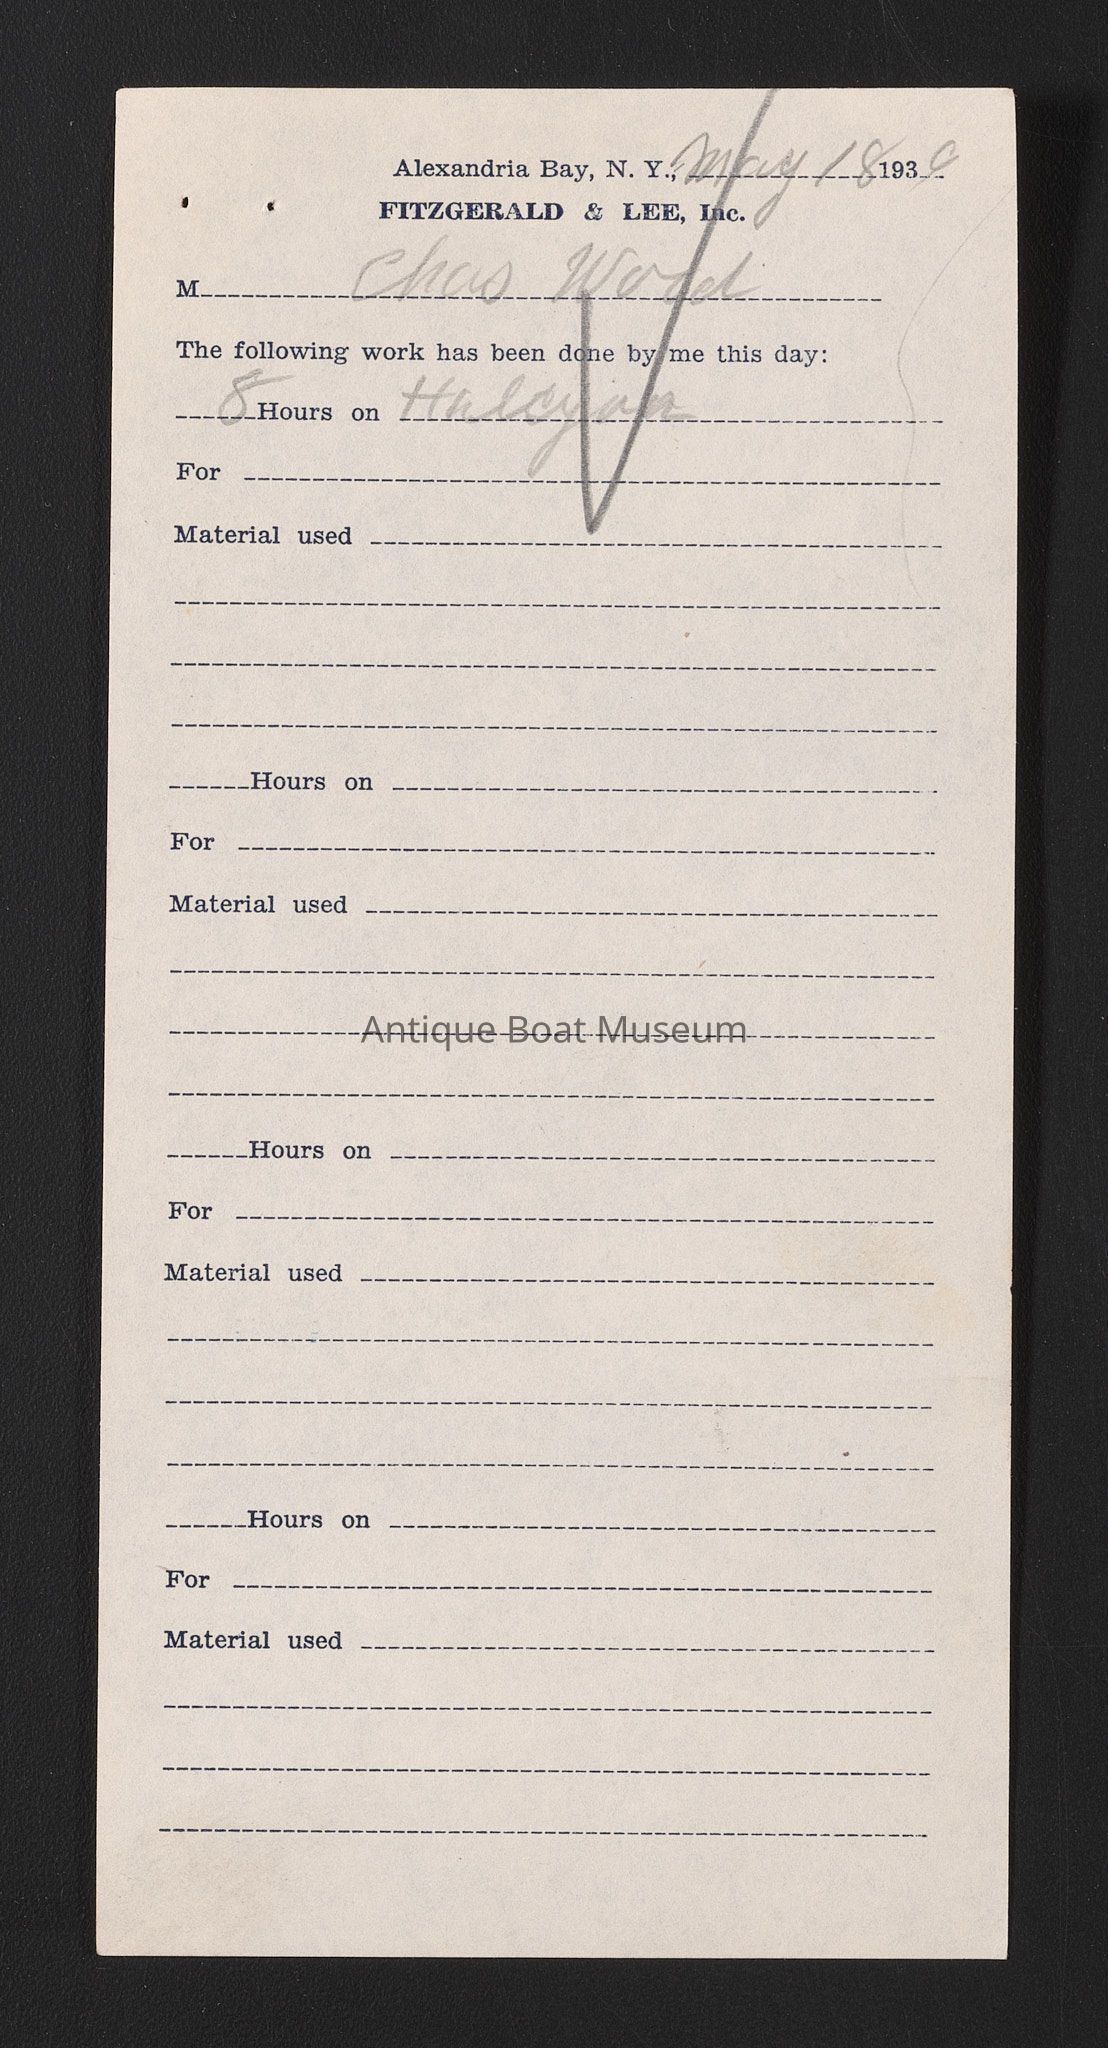 Alexandria Bay, N. Y., May 18 1939
FITZGERALD & LEE, Inc.
M Chas Wood
The following work has been done by me this day:
8 Hours on Halcyon
For
Material used
Hours on
For
Material used
Antique Boat Museum
Hours on
For
Material used
Hours on
For
Material used